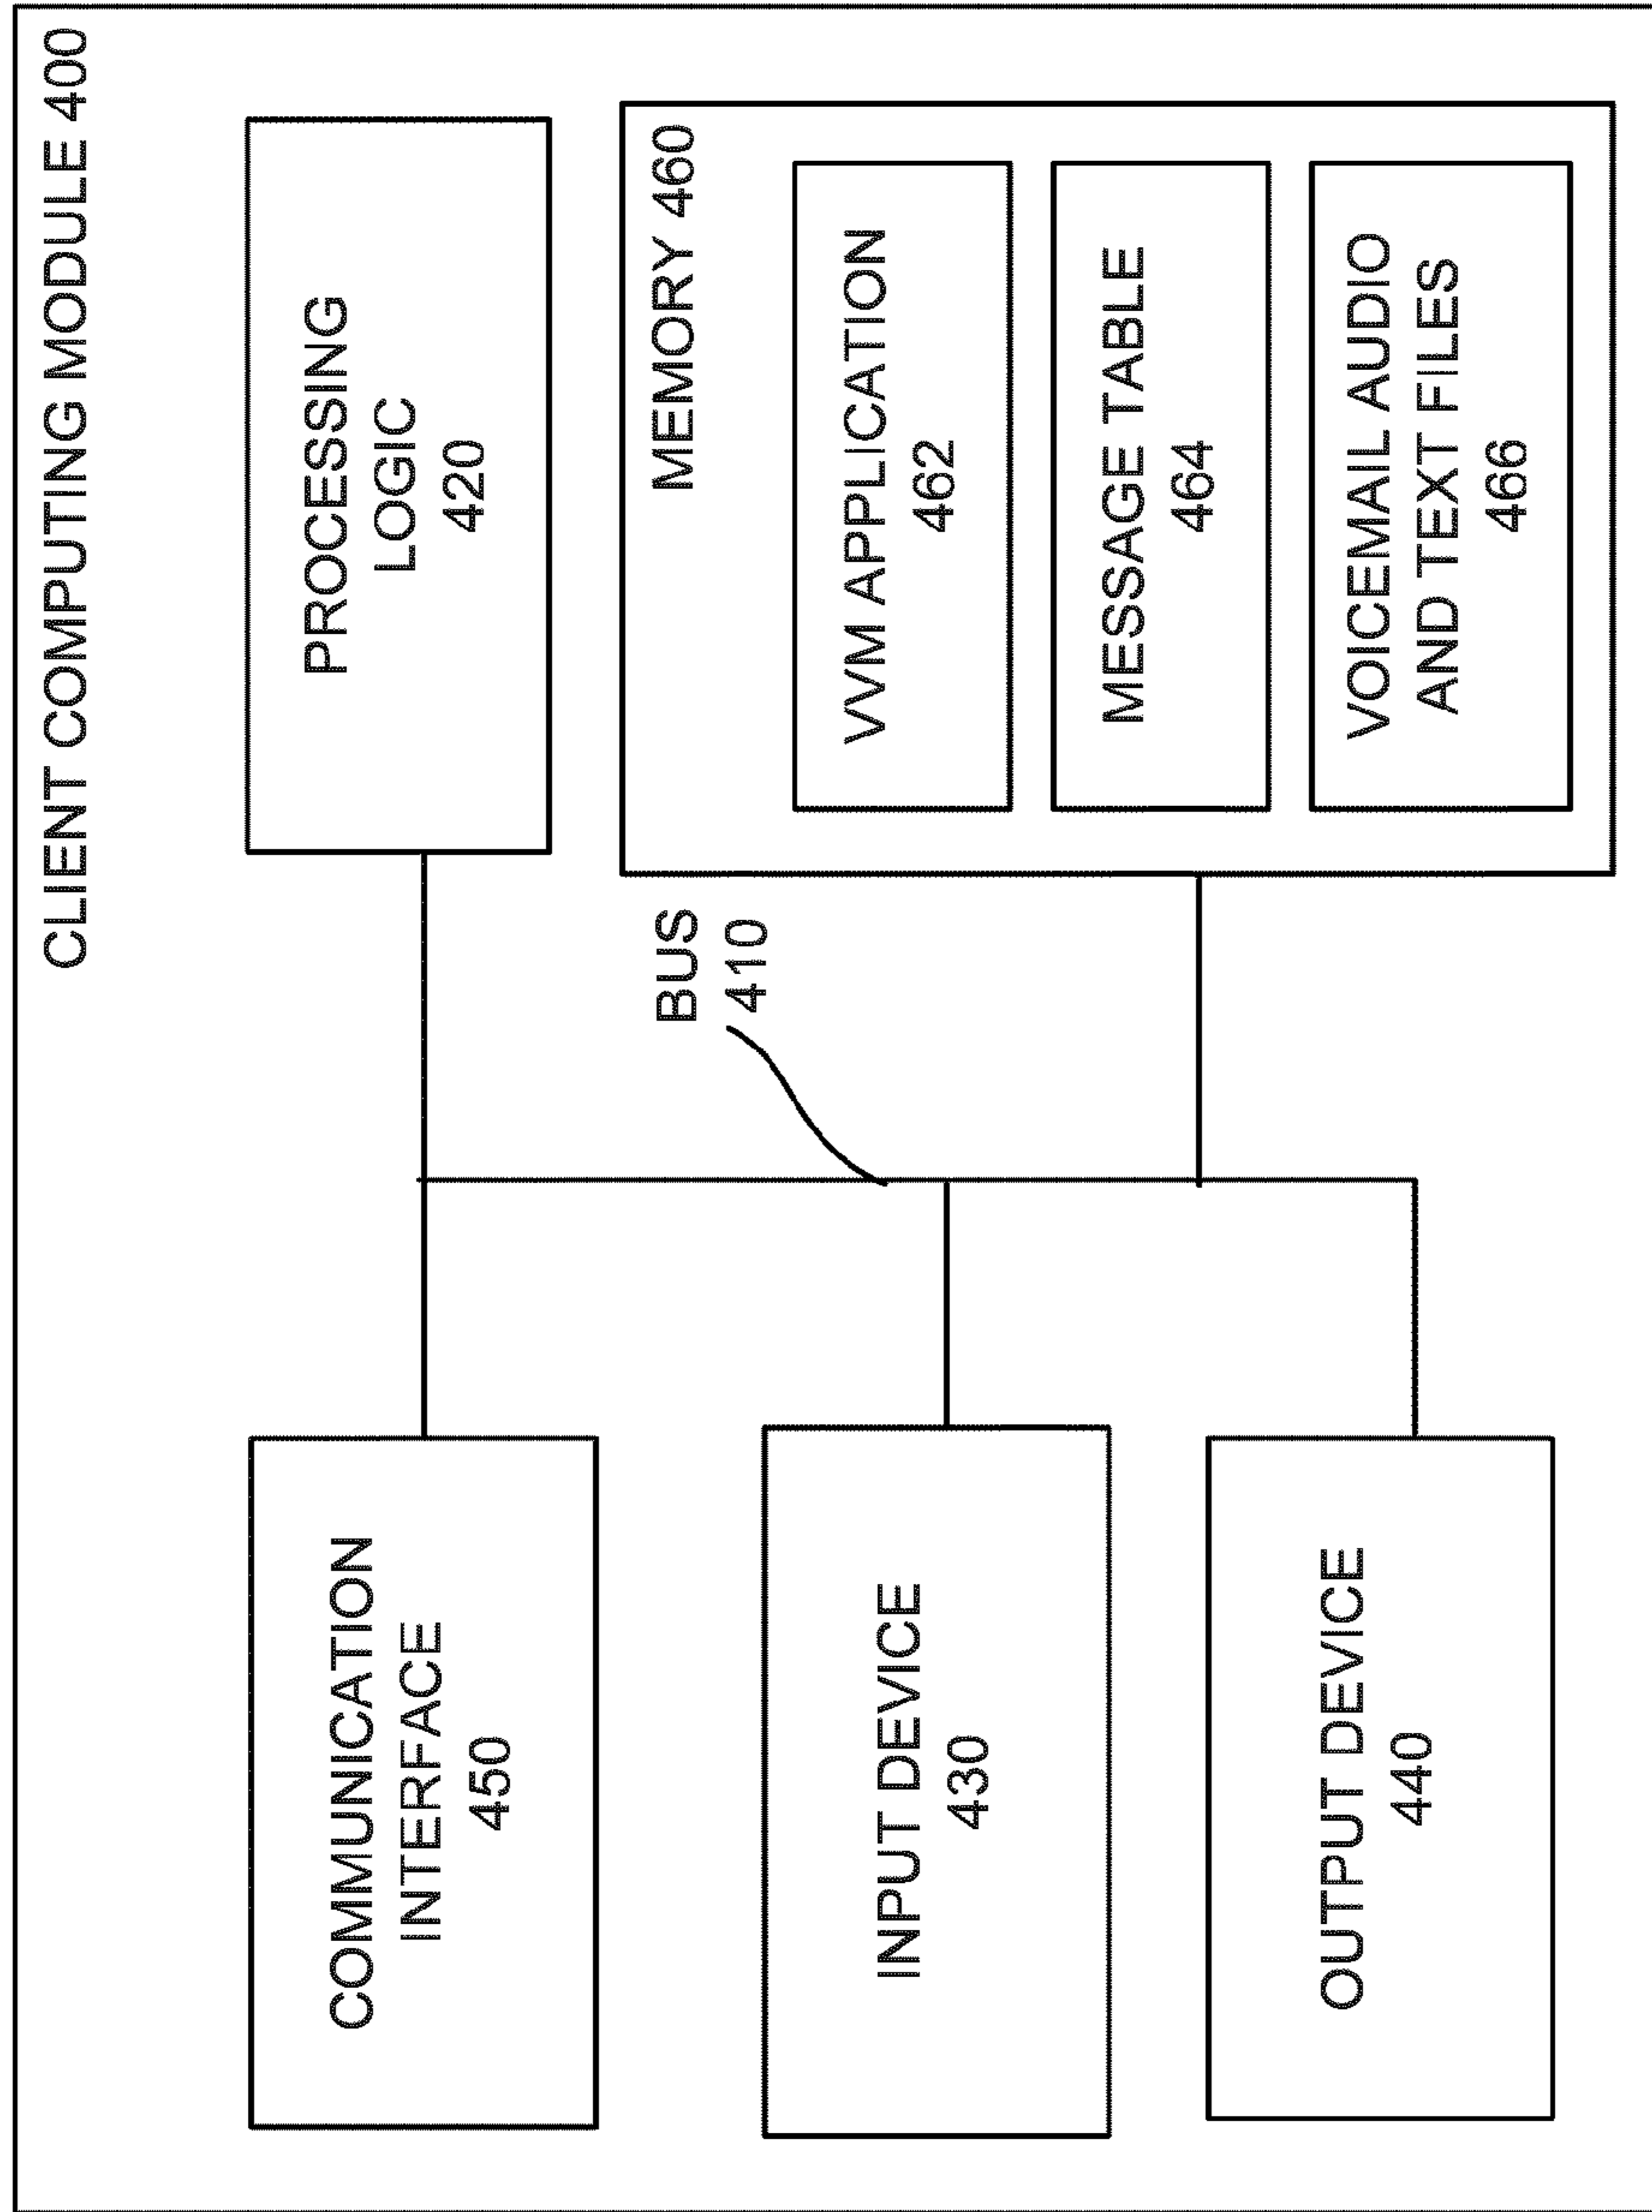 CLIENT COMPUTING MODULE 400
COMMUNICATION
INTERFACE
450
PROCESSING
LOGIC
420
BUS
410
INPUT DEVICE
430
OUTPUT DEVICE
440
MEMORY 460
VVM APPLICATION
462
MESSAGE TABLE
464
VOICEMAIL AUDIO
AND TEXT FILES
466